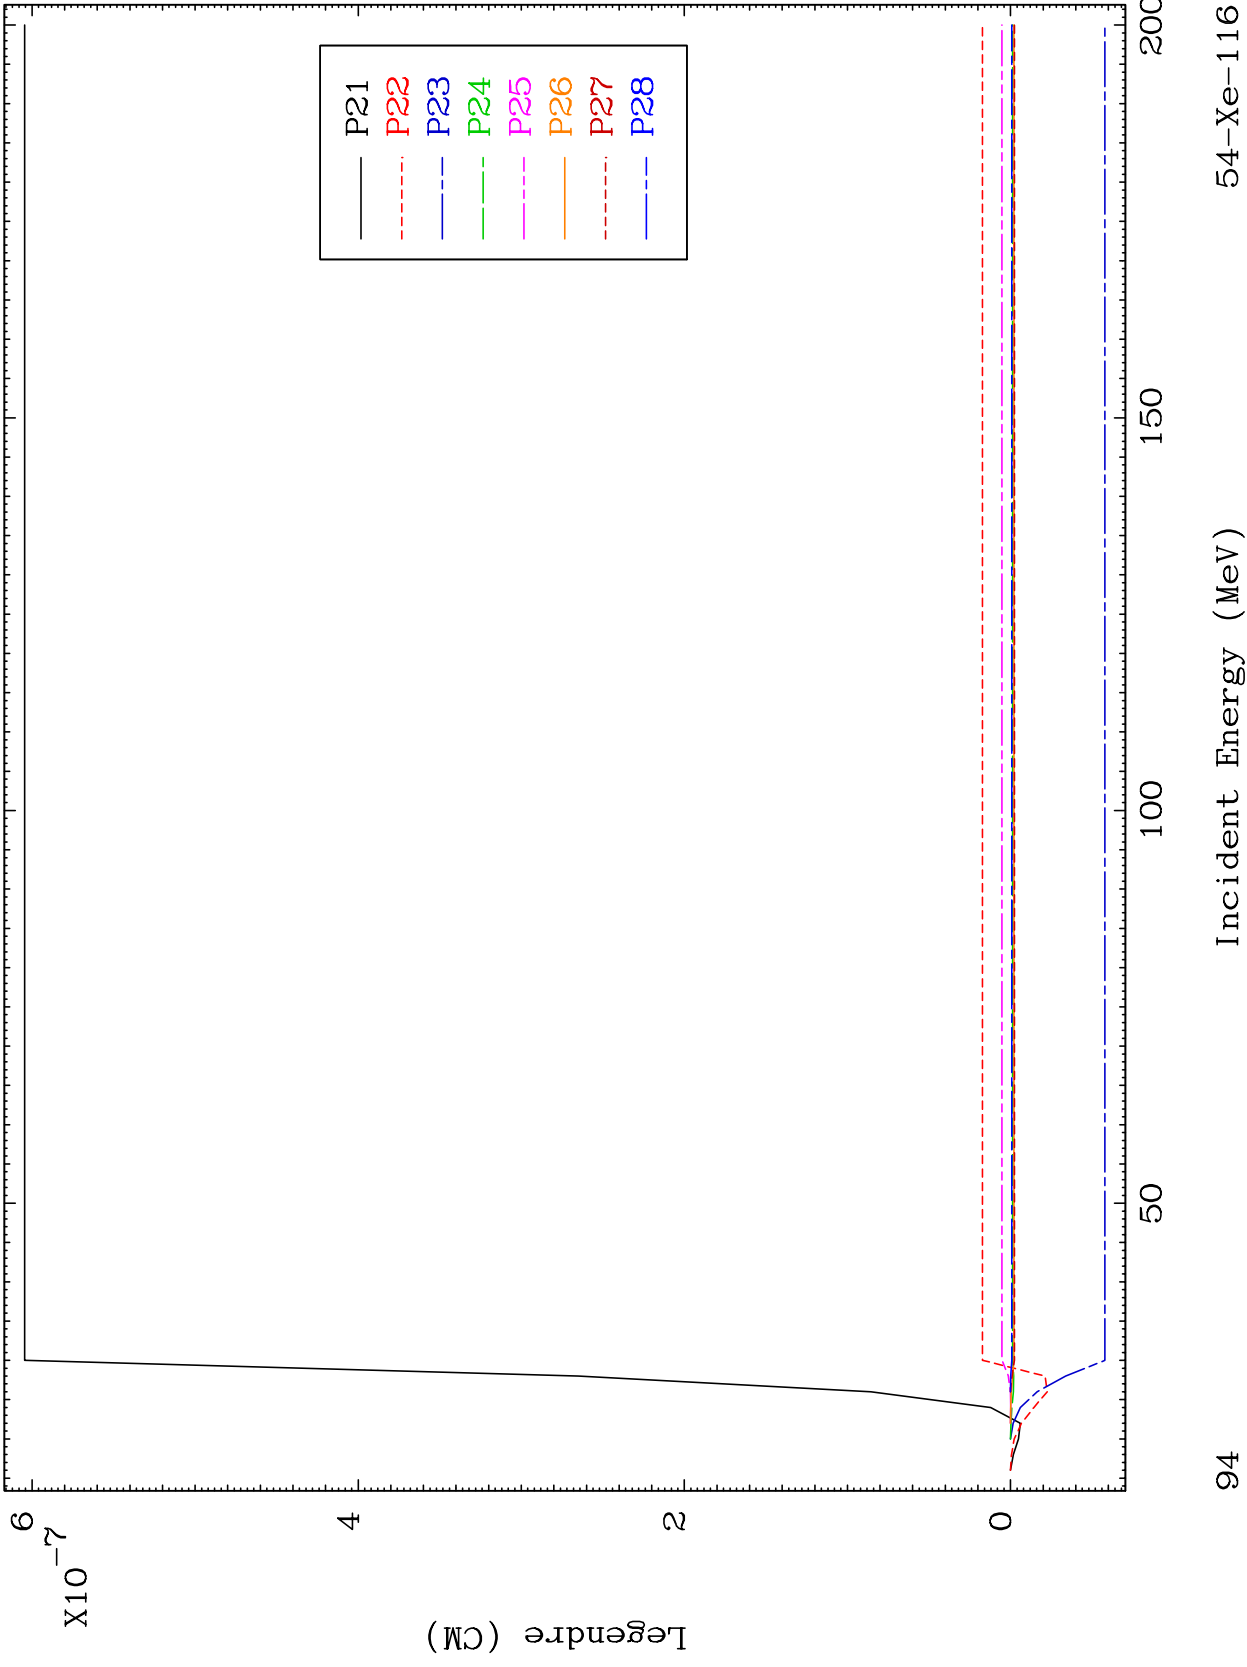 X10-7
6
4
2
0
Legendre (CM)
P21
P22
P23
P24
P25
P26
P27
P28
50
100
150
200
Incident Energy (MeV)
94
54-Xe-116